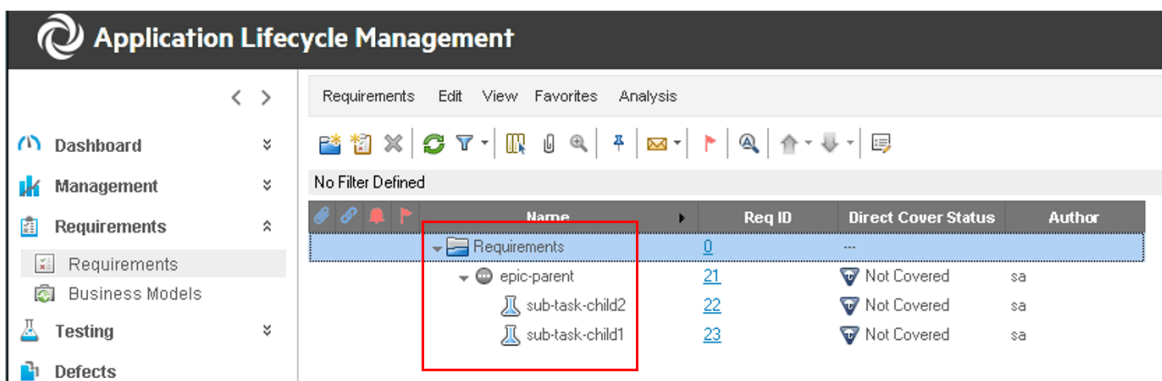 Application Lifecycle Management
Requirements Edit View Favorites Analysis
Dashboard
Management
Requirements
Requirements
Business Models
Testing
Defects
No Filter Defined
Name Req ID Direct Cover Status Author
Requirements 0 ---
epic-parent 21 Not Covered sa
sub-task-child2 22 Not Covered sa
sub-task-child1 23 Not Covered sa